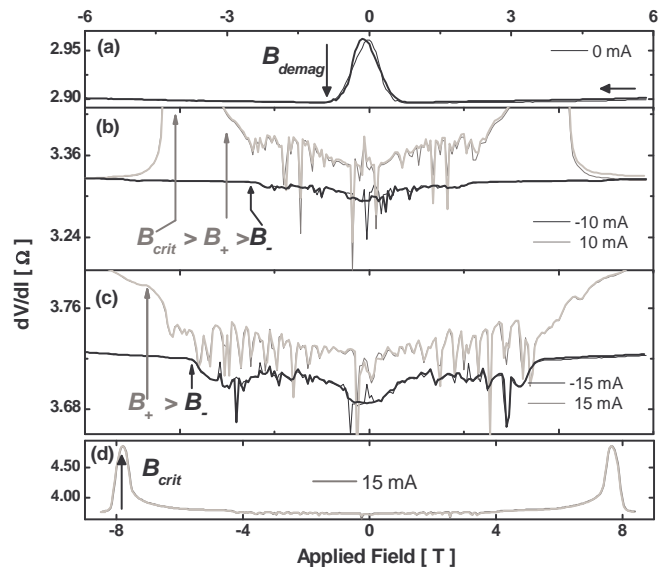 -6 -3 0 3 6
(a)
2.95
2.90
B_demag
0 mA
(b)
3.36
3.24
B_crit > B_+ > B_-
-10 mA
10 mA
dV/dI [ Ω ]
(c)
3.76
3.68
B_+ > B_-
-15 mA
15 mA
(d)
4.50
4.00
B_crit
15 mA
-8 -4 0 4 8
Applied Field [ T ]